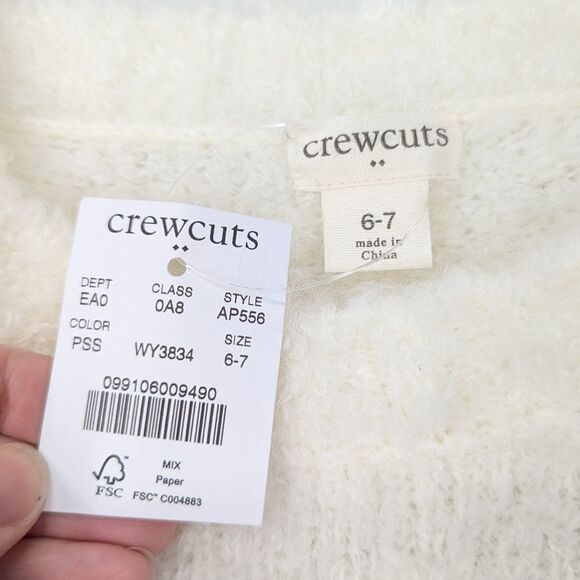 crewcuts
6-7
made in
China
crewcuts
DEPT CLASS STYLE
EA0 0A8 AP556
COLOR SIZE
PSS WY3834 6-7
099106009490
MIX
Paper
FSC FSC™ C004883